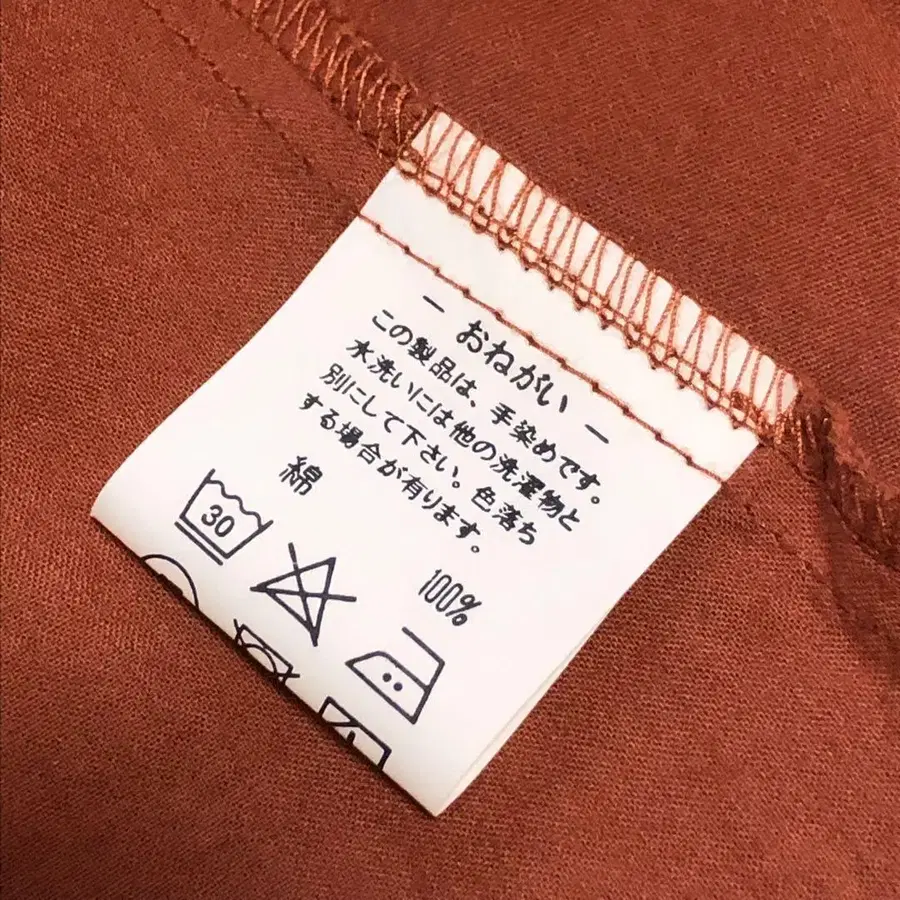 ー おねがい ー
この製品は、手染めです。
水洗いには他の洗濯物と
別にして下さい。色落ち
する場合が有ります。
綿 100%
30